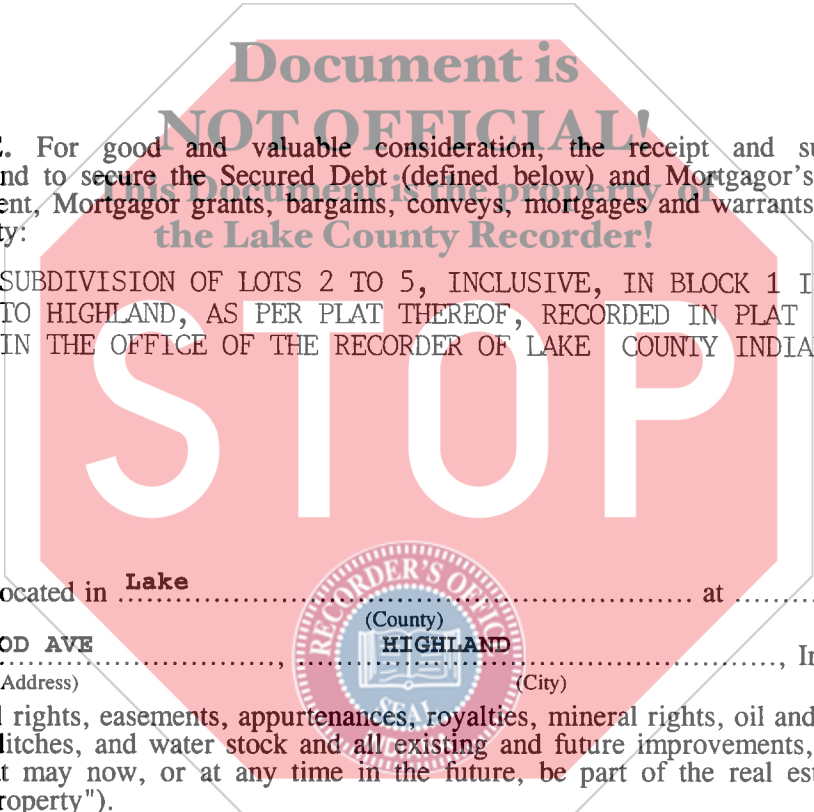 Document is
NOT OFFICIAL!
This Document is the property of
the Lake County Recorder!
E. For good and valuable consideration, the receipt and su
nd to secure the Secured Debt (defined below) and Mortgagor's
ent, Mortgagor grants, bargains, conveys, mortgages and warrants
ty:
SUBDIVISION OF LOTS 2 TO 5, INCLUSIVE, IN BLOCK 1 I
TO HIGHLAND, AS PER PLAT THEREOF, RECORDED IN PLAT
IN THE OFFICE OF THE RECORDER OF LAKE COUNTY INDIA
STOP
ocated in Lake at
(County)
OD AVE , HIGHLAND , In
Address) (City)
RECORDER'S OFFICE
SEAL
INDIANA
l rights, easements, appurtenances, royalties, mineral rights, oil and
litches, and water stock and all existing and future improvements,
t may now, or at any time in the future, be part of the real est
roperty").